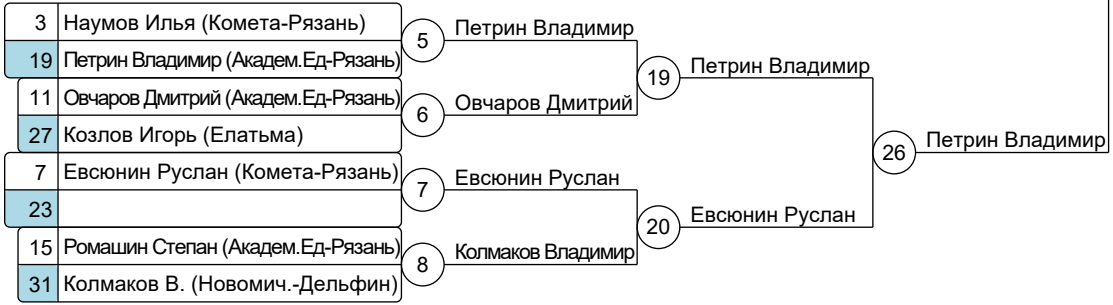 3 Наумов Илья (Комета-Рязань)
5
Петрин Владимир
19 Петрин Владимир (Академ.Ед-Рязань)
19
Петрин Владимир
11 Овчаров Дмитрий (Академ.Ед-Рязань)
6
Овчаров Дмитрий
27 Козлов Игорь (Елатьма)
26
Петрин Владимир
7 Евсюнин Руслан (Комета-Рязань)
7
Евсюнин Руслан
23
20
Евсюнин Руслан
15 Ромашин Степан (Академ.Ед-Рязань)
8
Колмаков Владимир
31 Колмаков В. (Новомич.-Дельфин)